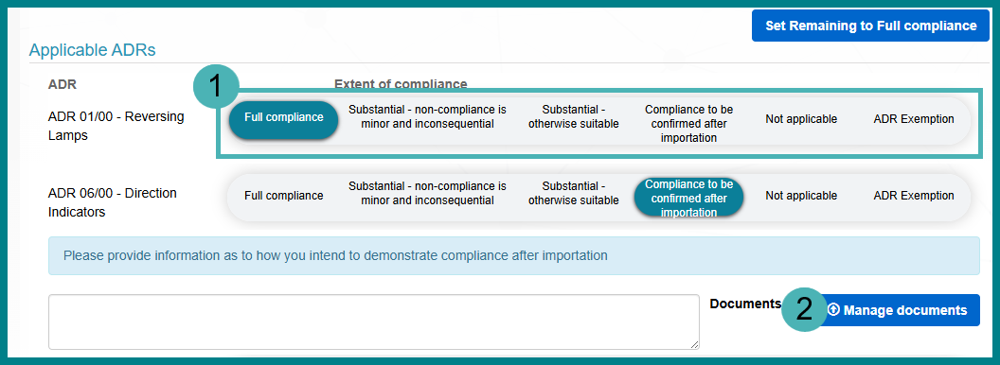 Set Remaining to Full compliance
Applicable ADRs
ADR
Extent of compliance
1
ADR 01/00 - Reversing
Lamps
Full compliance
Substantial - non-compliance is
minor and inconsequential
Substantial -
otherwise suitable
Compliance to be
confirmed after
importation
Not applicable
ADR Exemption
ADR 06/00 - Direction
Indicators
Full compliance
Substantial - non-compliance is
minor and inconsequential
Substantial -
otherwise suitable
Compliance to be
confirmed after
importation
Not applicable
ADR Exemption
Please provide information as to how you intend to demonstrate compliance after importation
Documents
2
Manage documents